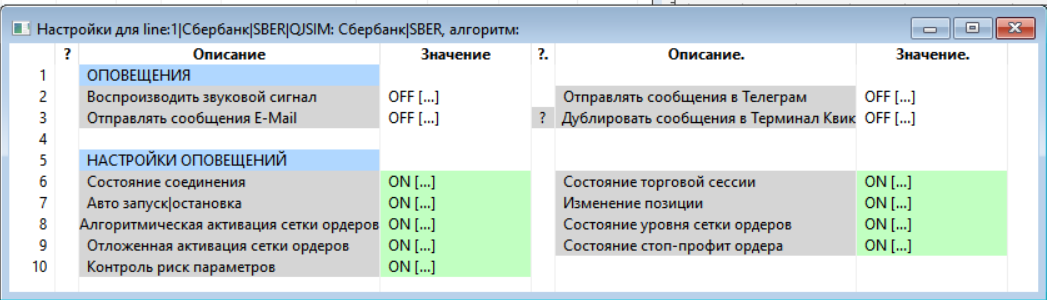 Настройки для line:1|Сбербанк|SBER|QJSIM: Сбербанк|SBER, алгоритм:
? Описание Значение ?. Описание. Значение.
1 ОПОВЕЩЕНИЯ
2 Воспроизводить звуковой сигнал OFF [...] Отправлять сообщения в Телеграм OFF [...]
3 Отправлять сообщения E-Mail OFF [...] ? Дублировать сообщения в Терминал Квик OFF [...]
4
5 НАСТРОЙКИ ОПОВЕЩЕНИЙ
6 Состояние соединения ON [...] Состояние торговой сессии ON [...]
7 Авто запуск|остановка ON [...] Изменение позиции ON [...]
8 Алгоритмическая активация сетки ордеров ON [...] Состояние уровня сетки ордеров ON [...]
9 Отложенная активация сетки ордеров ON [...] Состояние стоп-профит ордера ON [...]
10 Контроль риск параметров ON [...]